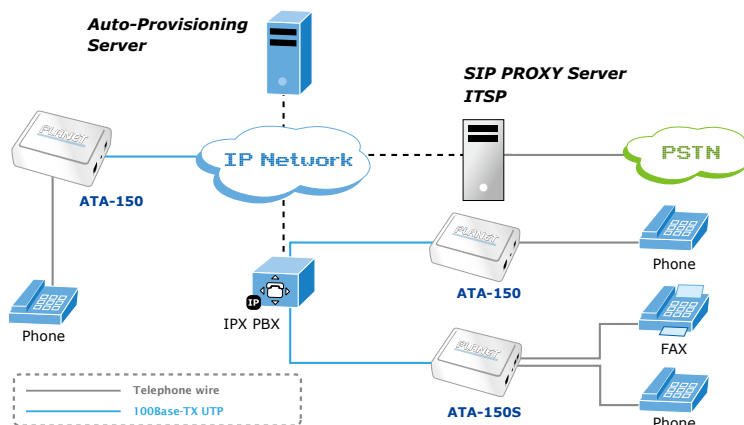 Auto-Provisioning
Server
SIP PROXY Server
ITSP
PLANET
IP Network
PSTN
ATA-150
PLANET
Phone
ATA-150
IP
IPX PBX
Phone
PLANET
FAX
ATA-150S
Phone
Telephone wire
100Base-TX UTP